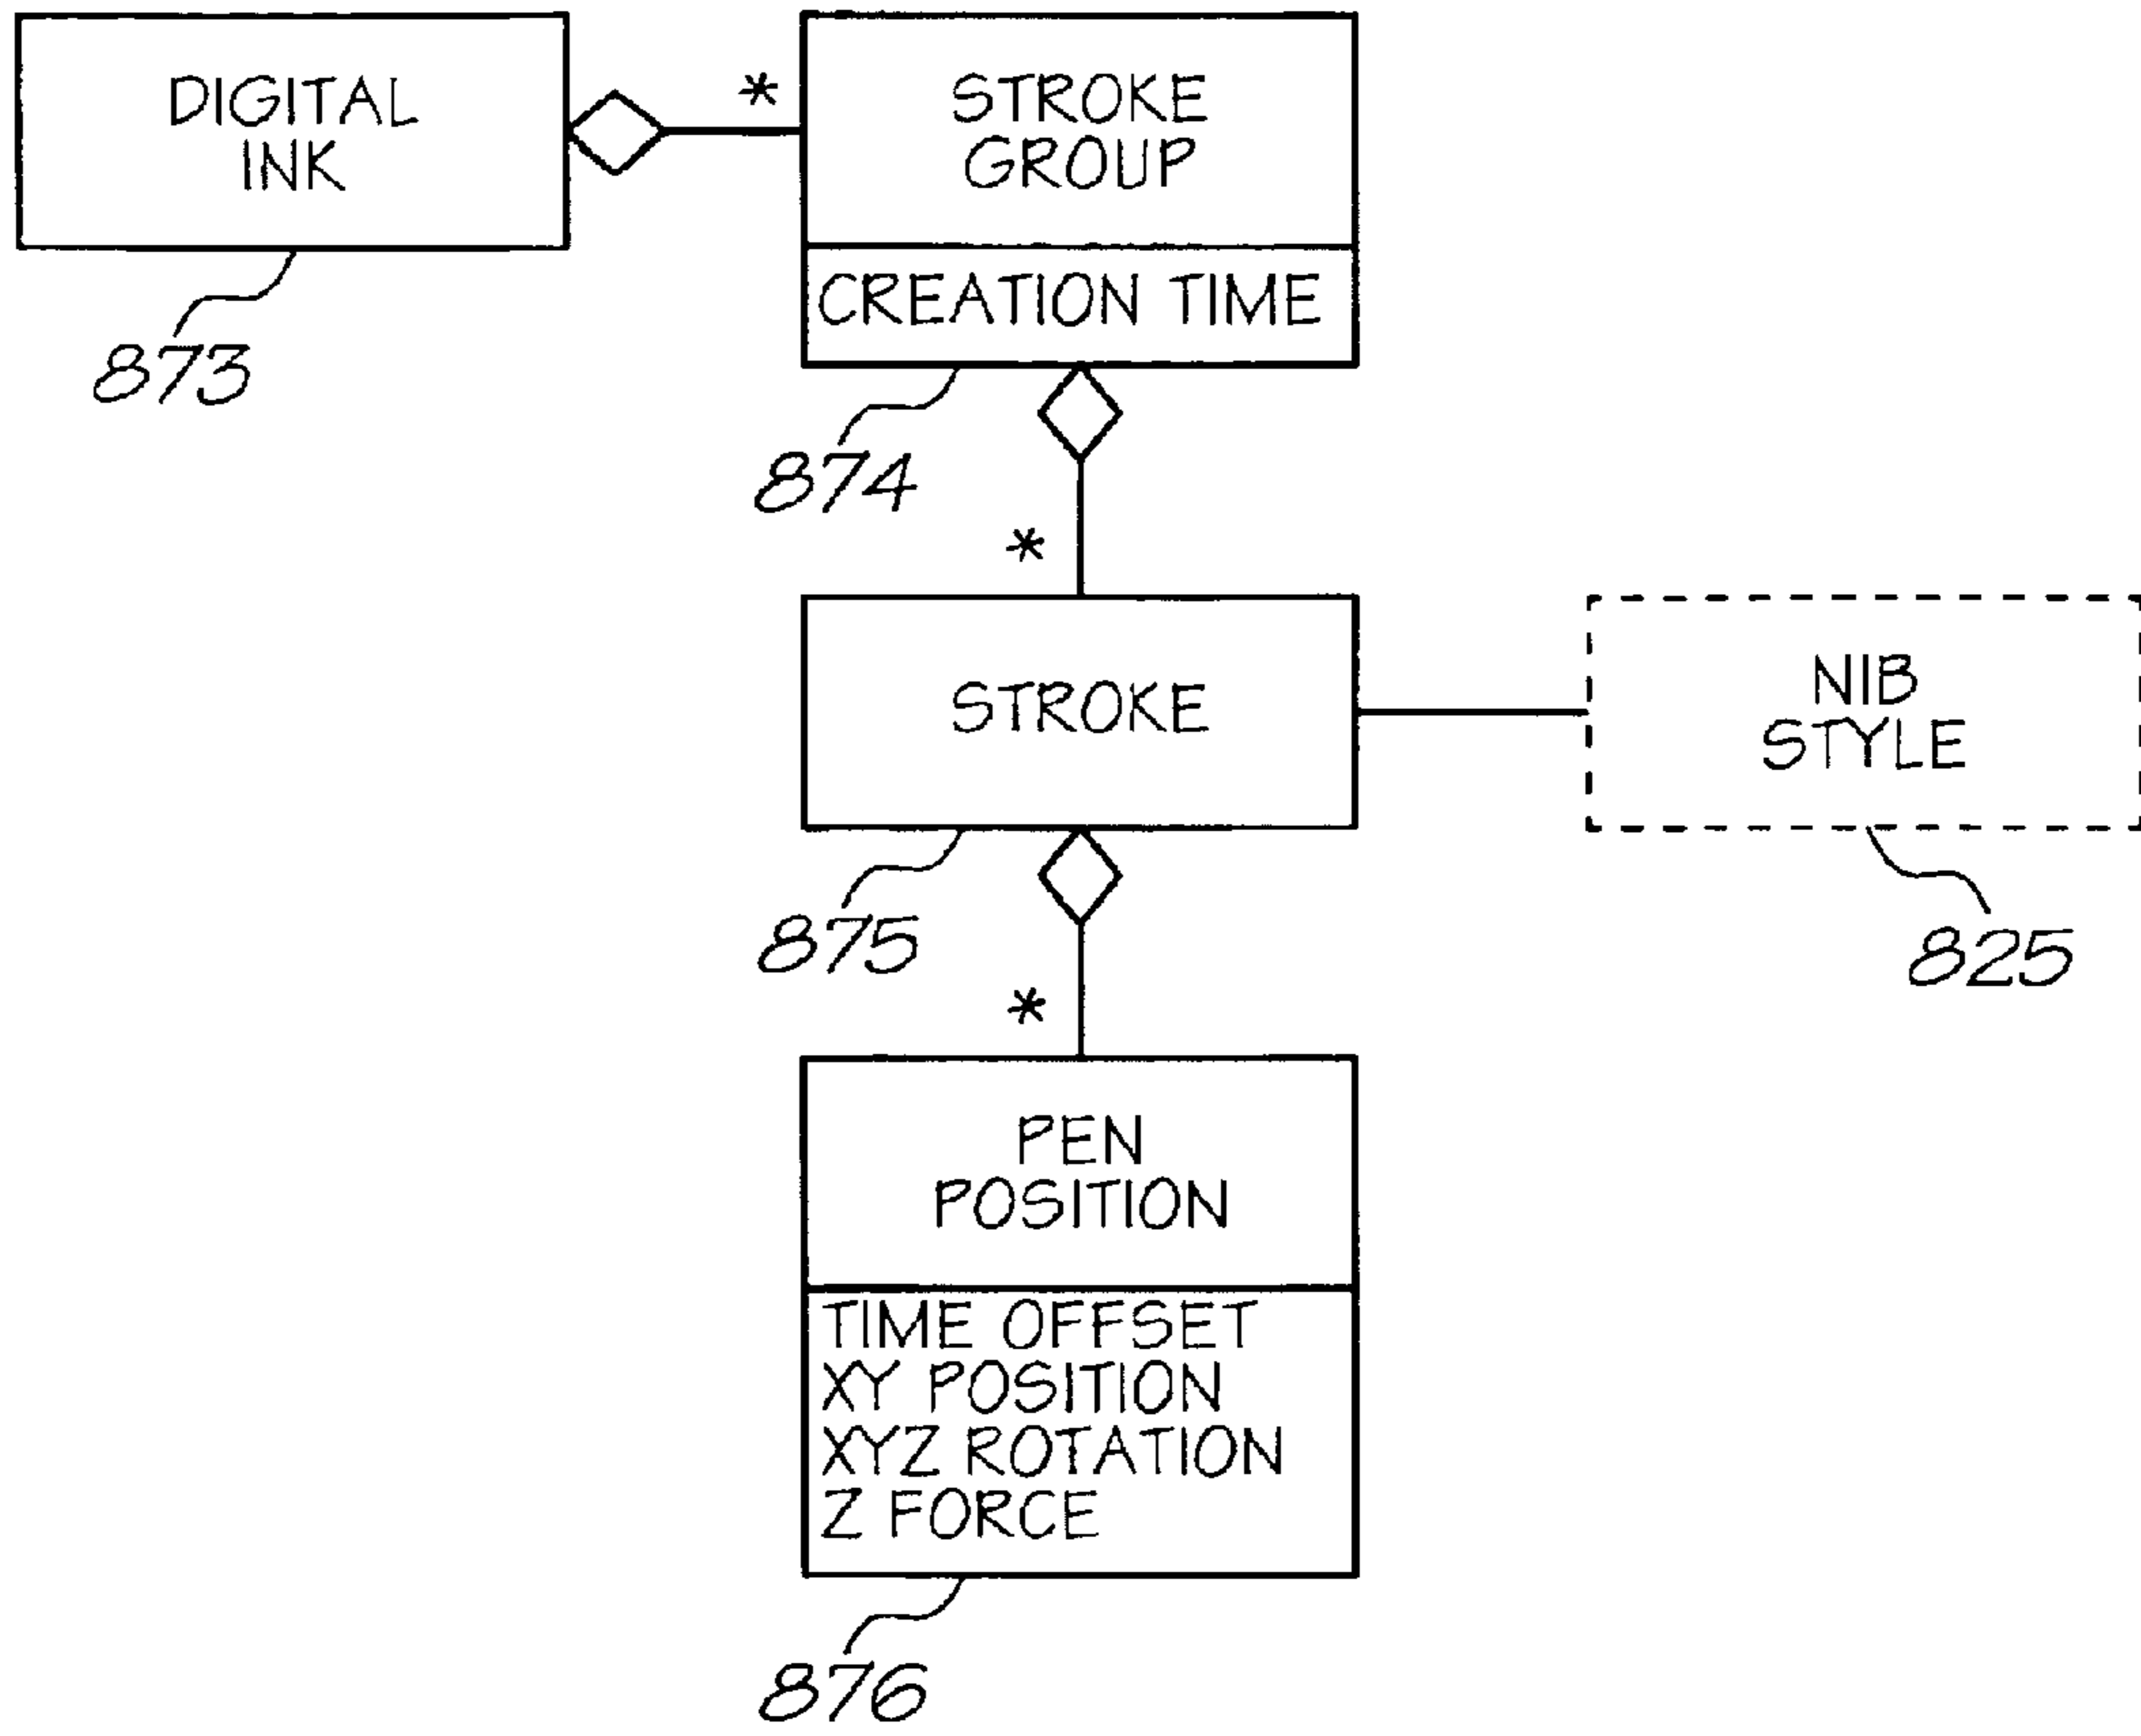 DIGITAL
INK
*
STROKE
GROUP
CREATION TIME
873
874
*
STROKE
NIB
STYLE
875
825
*
PEN
POSITION
TIME OFFSET
XY POSITION
XYZ ROTATION
Z FORCE
876